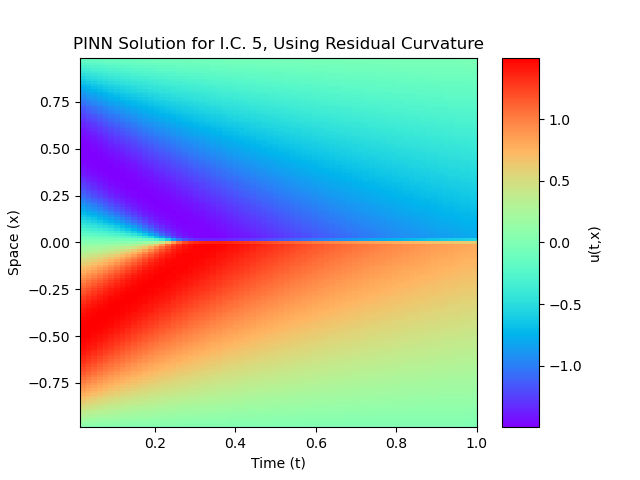 PINN Solution for I.C. 5, Using Residual Curvature
0.75
0.50
0.25
0.00
−0.25
−0.50
−0.75
Space (x)
0.2 0.4 0.6 0.8 1.0
Time (t)
1.0
0.5
0.0
−0.5
−1.0
u(t,x)